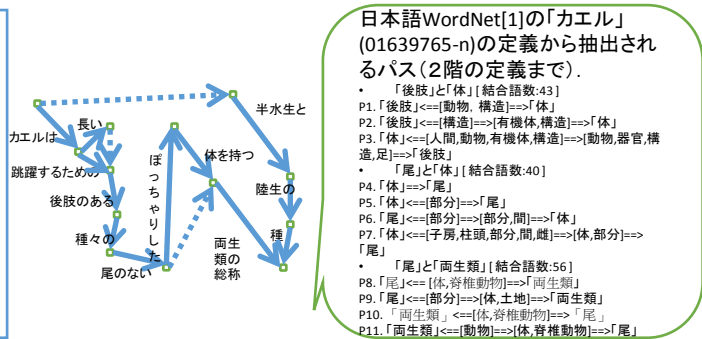 カエルは
長い
跳躍するための
後肢のある
種々の
尾のない
ぽっちゃりした
体を持つ
両生
類の
総称
半水生と
陸生の
種
日本語WordNet[1]の「カエル」
(01639765-n)の定義から抽出され
るパス（２階の定義まで）.
• 「後肢」と「体」 [ 結合語数:43 ]
P1. 「後肢」<==[動物, 構造]==>「体」
P2. 「後肢」<==[構造]==>[有機体,構造]==>「体」
P3. 「体」<==[人間,動物,有機体,構造]==>[動物,器官,構
造,足]==>「後肢」
• 「尾」と「体」 [ 結合語数:40 ]
P4. 「体」==>「尾」
P5. 「体」<==[部分]==>「尾」
P6. 「尾」<==[部分]==>[部分,間]==>「体」
P7. 「体」<==[子房,柱頭,部分,間,雌]==>[体,部分]==>
「尾」
• 「尾」と「両生類」 [ 結合語数:56 ]
P8. 「尾」<== [体,脊椎動物]==>「両生類」
P9. 「尾」<==[部分]==>[体,土地]==>「両生類」
P10. 「両生類」<==[体,脊椎動物]==>「尾」
P11. 「両生類」<==[動物]==>[体,脊椎動物]==>「尾」